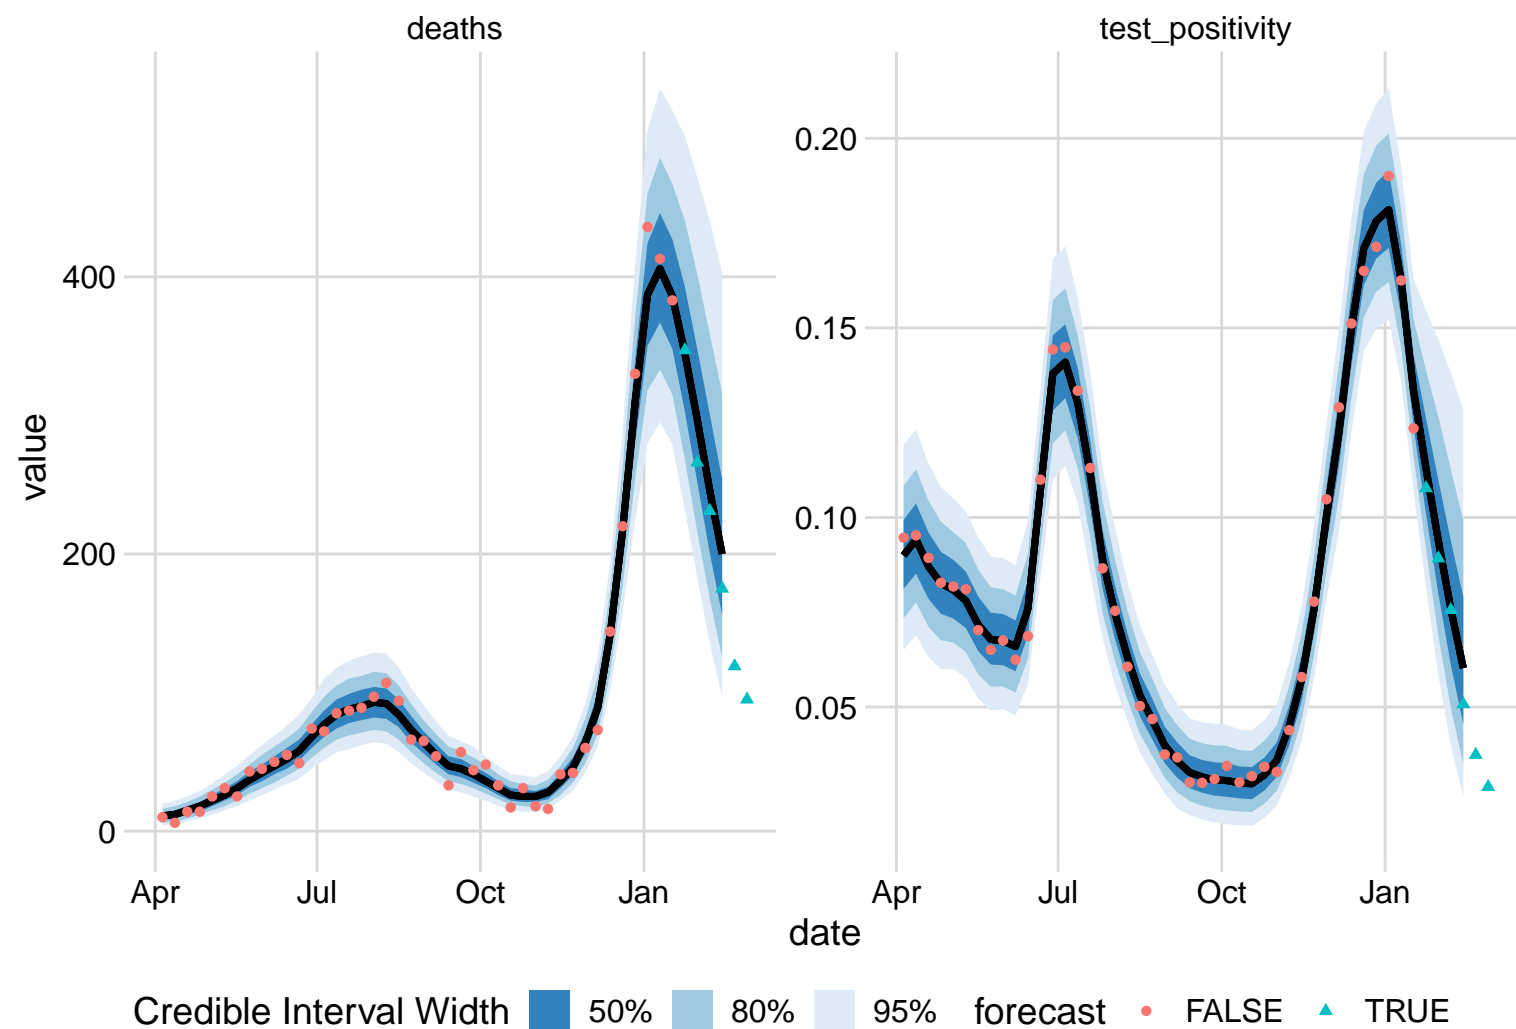 deaths
test_positivity
value
400
200
0
0.20
0.15
0.10
0.05
Apr Jul Oct Jan
Apr Jul Oct Jan
date
Credible Interval Width 50% 80% 95% forecast FALSE TRUE